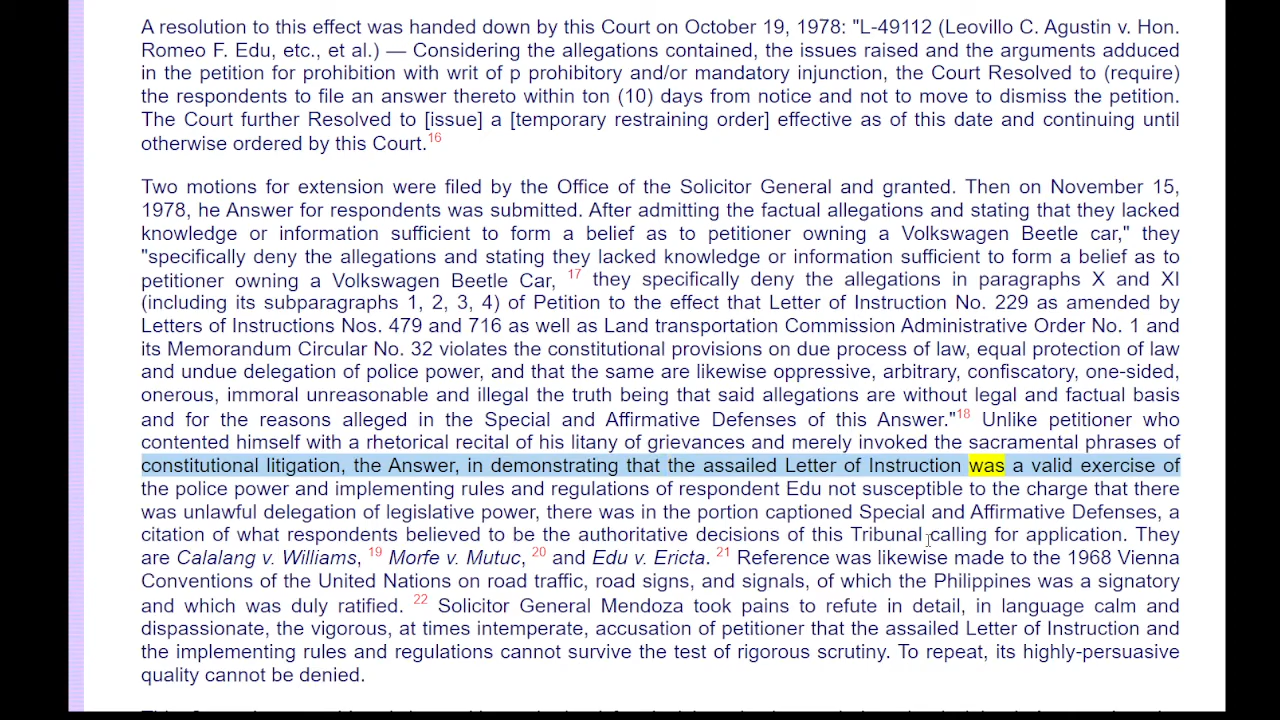 A resolution to this effect was handed down by this Court on October 19, 1978: "L-49112 (Leovillo C. Agustin v. Hon.
Romeo F. Edu, etc., et al.) — Considering the allegations contained, the issues raised and the arguments adduced
in the petition for prohibition with writ of p prohibitory and/or mandatory injunction, the Court Resolved to (require)
the respondents to file an answer thereto within ton (10) days from notice and not to move to dismiss the petition.
The Court further Resolved to [issue] a [temporary restraining order] effective as of this date and continuing until
otherwise ordered by this Court.16
Two motions for extension were filed by the Office of the Solicitor General and granted. Then on November 15,
1978, he Answer for respondents was submitted. After admitting the factual allegations and stating that they lacked
knowledge or information sufficient to form a belief as to petitioner owning a Volkswagen Beetle car," they
"specifically deny the allegations and stating they lacked knowledge or information sufficient to form a belief as to
petitioner owning a Volkswagen Beetle Car, 17 they specifically deny the allegations in paragraphs X and XI
(including its subparagraphs 1, 2, 3, 4) of Petition to the effect that Letter of Instruction No. 229 as amended by
Letters of Instructions Nos. 479 and 716 as well as Land transportation Commission Administrative Order No. 1 and
its Memorandum Circular No. 32 violates the constitutional provisions on due process of law, equal protection of law
and undue delegation of police power, and that the same are likewise oppressive, arbitrary, confiscatory, one-sided,
onerous, immoral unreasonable and illegal the truth being that said allegations are without legal and factual basis
and for the reasons alleged in the Special and Affirmative Defenses of this Answer."18 Unlike petitioner who
contented himself with a rhetorical recital of his litany of grievances and merely invoked the sacramental phrases of
constitutional litigation, the Answer, in demonstrating that the assailed Letter of Instruction was a valid exercise of
the police power and implementing rules and regulations of respondent Edu not susceptible to the charge that there
was unlawful delegation of legislative power, there was in the portion captioned Special and Affirmative Defenses, a
citation of what respondents believed to be the authoritative decisions of this Tribunal calling for application. They
are Calalang v. Williams, 19 Morfe v. Mutuc, 20 and Edu v. Ericta. 21 Reference was likewise made to the 1968 Vienna
Conventions of the United Nations on road traffic, road signs, and signals, of which the Philippines was a signatory
and which was duly ratified. 22 Solicitor General Mendoza took pains to refute in detail, in language calm and
dispassionate, the vigorous, at times intemperate, accusation of petitioner that the assailed Letter of Instruction and
the implementing rules and regulations cannot survive the test of rigorous scrutiny. To repeat, its highly-persuasive
quality cannot be denied.